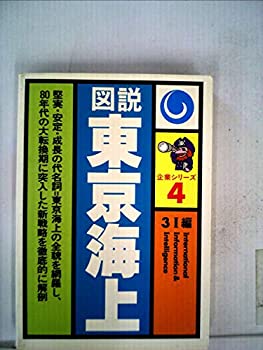 図説
東京海上
堅実・安定・成長の代名詞=東京海上の全貌を網羅し、
80年代の大転換期に突入した新戦略を徹底的に解剖
企業シリーズ
4
3I編
International
Information &
Intelligence